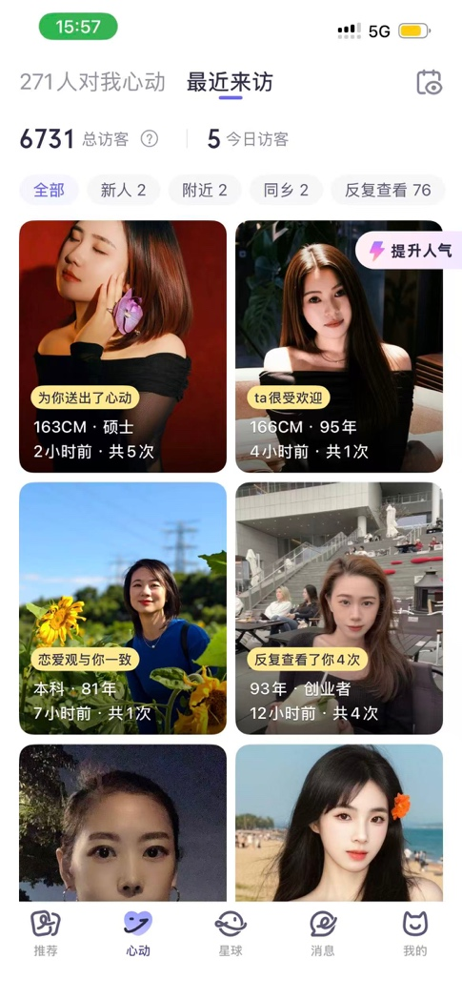 15:57
5G
271人对我心动 最近来访
6731 总访客 ? 5 今日访客
全部 新人 2 附近 2 同乡 2 反复查看 76
提升人气
为你送出了心动
163CM · 硕士
2小时前 · 共5次
ta很受欢迎
166CM · 95年
4小时前 · 共1次
恋爱观与你一致
本科 · 81年
7小时前 · 共1次
反复查看了你4次
93年 · 创业者
12小时前 · 共4次
推荐 心动 星球 消息 我的